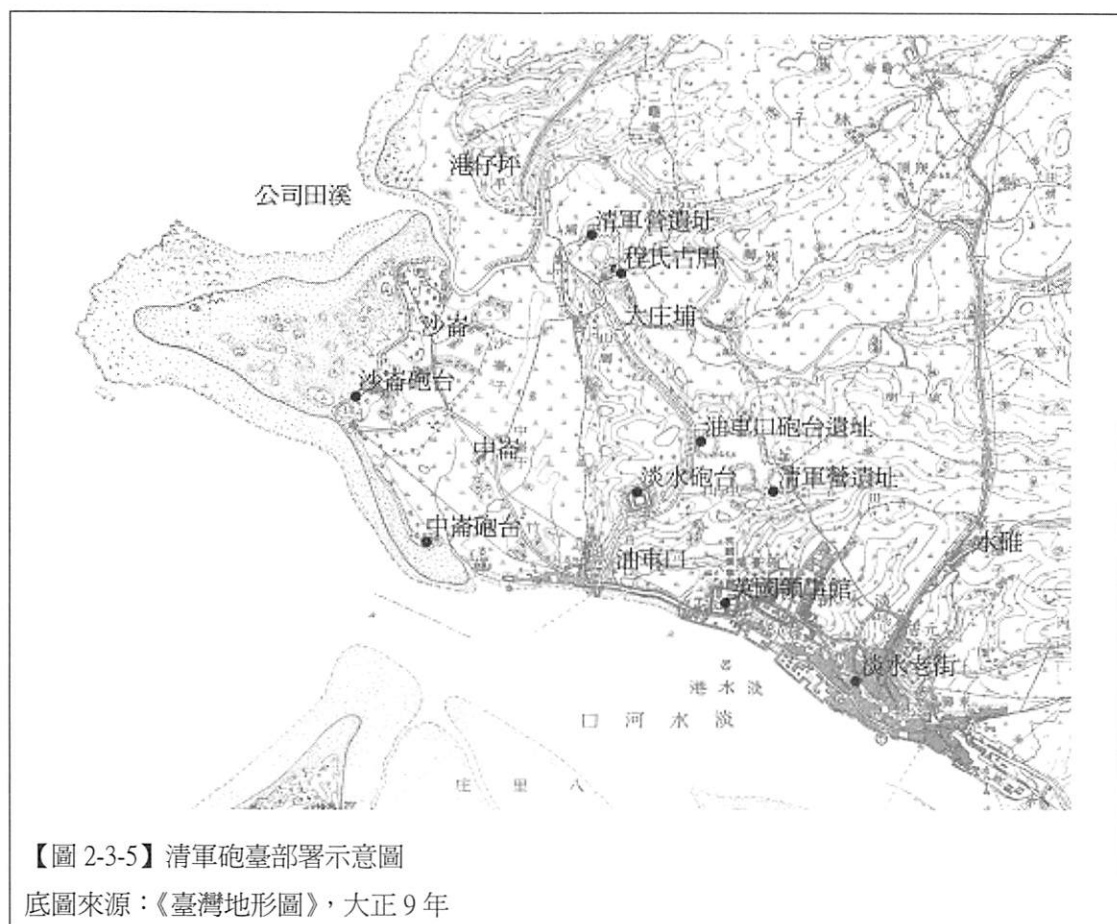 港仔坪
公司田溪
清軍營遺址
程氏古厝
大庄埔
沙崙
沙崙砲台
油車口砲台遺址
中崙
淡水砲台
清軍營遺址
中崙砲台
水碓
油車口
英國領事館
淡水老街
港水淡
口河水淡
庄里八
【圖 2-3-5】清軍砲臺部署示意圖
底圖來源：《臺灣地形圖》，大正 9 年